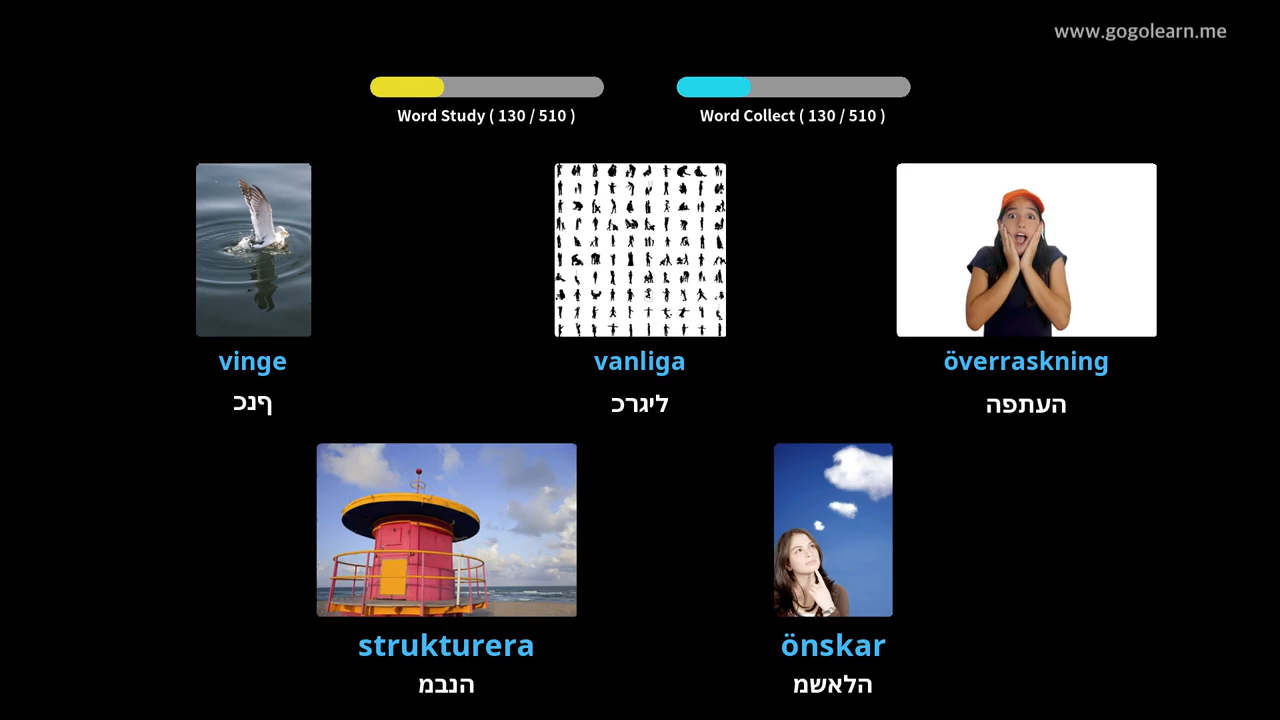 www.gogolearn.me
Word Study ( 130 / 510 )
Word Collect ( 130 / 510 )
vinge
ףנכ
vanliga
ליגרכ
överraskning
העתפה
strukturera
הנבמ
önskar
הלאשמ